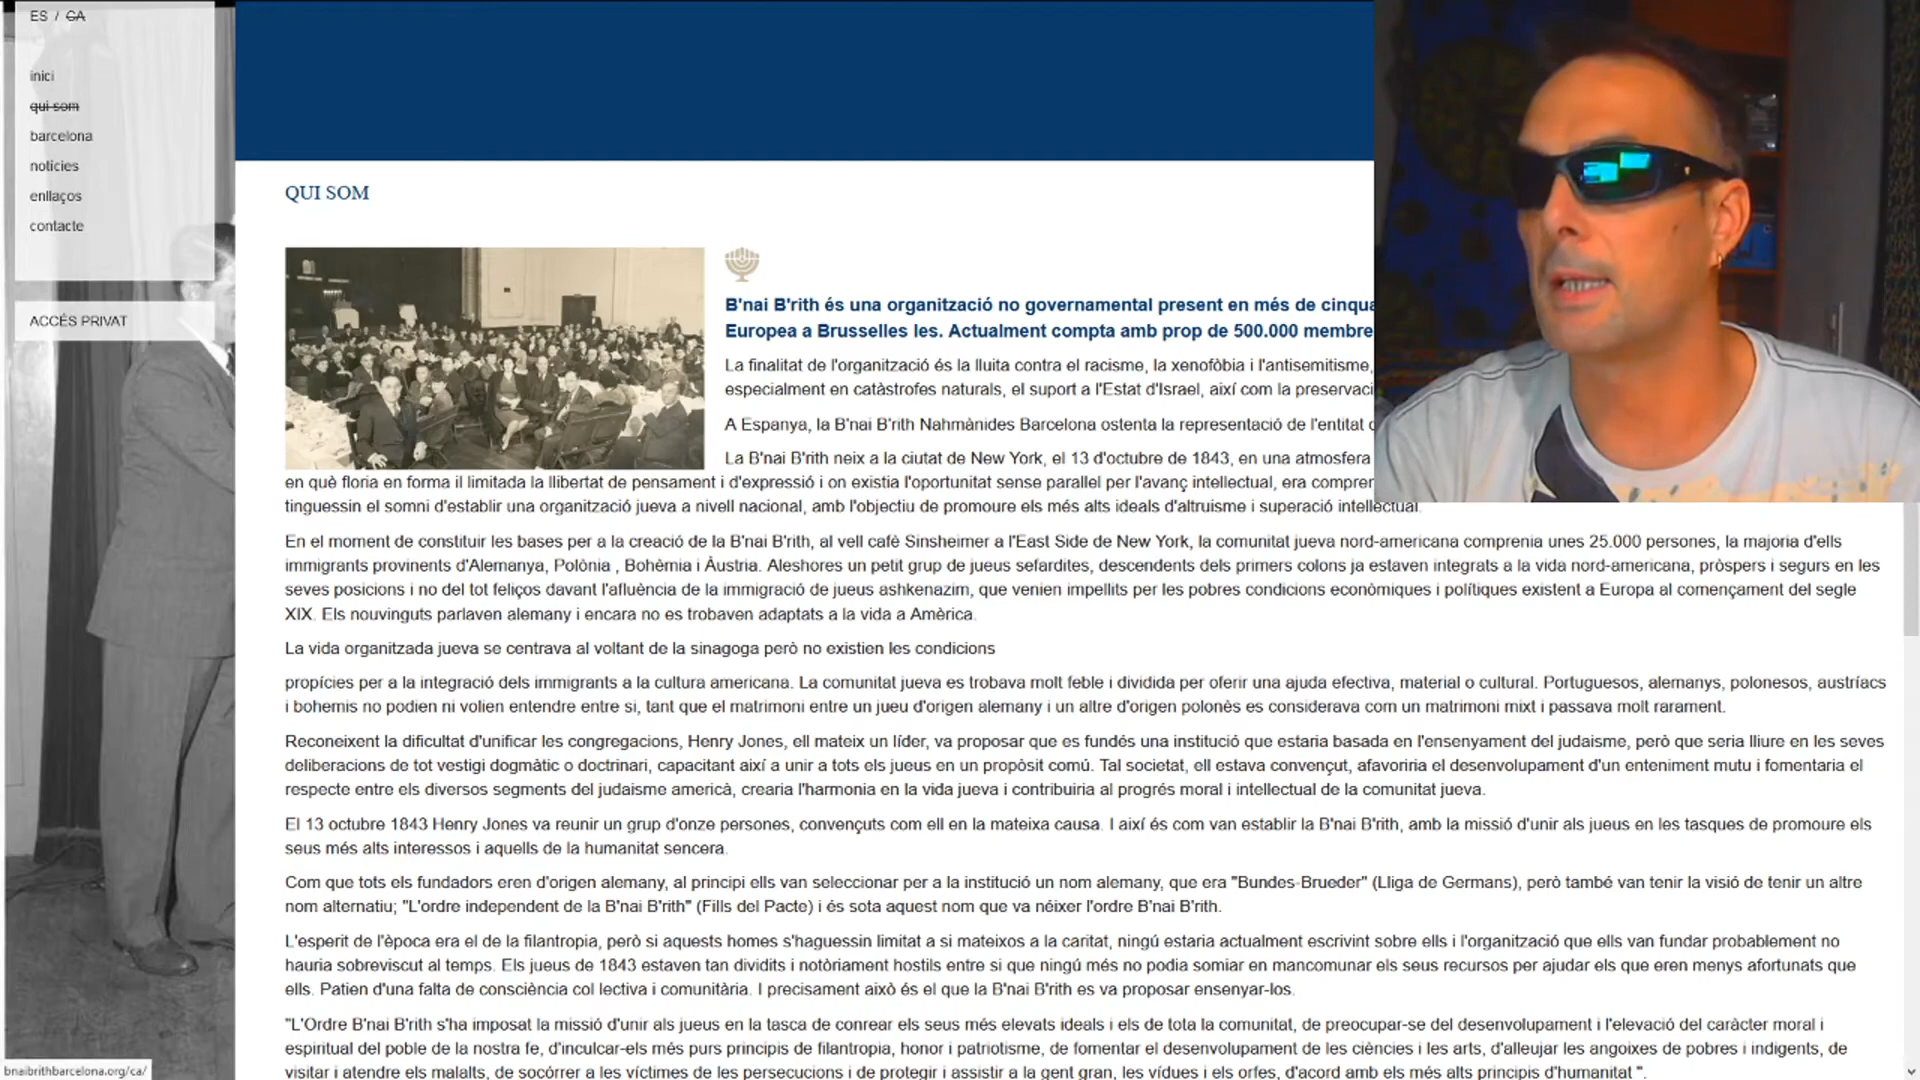 ES / CA
inici
qui som
barcelona
notícies
enllaços
contacte
ACCÉS PRIVAT
QUI SOM
B'nai B'rith és una organització no governamental present en més de cinqua
Europea a Brusselles les. Actualment compta amb prop de 500.000 membre
La finalitat de l'organització és la lluita contra el racisme, la xenofòbia i l'antisemitisme,
especialment en catàstrofes naturals, el suport a l'Estat d'Israel, així com la preservaci
A Espanya, la B'nai B'rith Nahmànides Barcelona ostenta la representació de l'entitat
La B'nai B'rith neix a la ciutat de New York, el 13 d'octubre de 1843, en una atmosfera
en què floria en forma il limitada la llibertat de pensament i d'expressió i on existia l'oportunitat sense parallel per l'avanç intellectual, era compren
tinguessin el somni d'establir una organització jueva a nivell nacional, amb l'objectiu de promoure els més alts ideals d'altruisme i superació intellectual.
En el moment de constituir les bases per a la creació de la B'nai B'rith, al vell cafè Sinsheimer a l'East Side de New York, la comunitat jueva nord-americana comprenia unes 25.000 persones, la majoria d'ells
immigrants provinents d'Alemanya, Polònia , Bohèmia i Àustria. Aleshores un petit grup de jueus sefardites, descendents dels primers colons ja estaven integrats a la vida nord-americana, pròspers i segurs en les
seves posicions i no del tot feliços davant l'afluència de la immigració de jueus ashkenazim, que venien impellits per les pobres condicions econòmiques i polítiques existent a Europa al començament del segle
XIX. Els nouvinguts parlaven alemany i encara no es trobaven adaptats a la vida a Amèrica.
La vida organitzada jueva se centrava al voltant de la sinagoga però no existien les condicions
propícies per a la integració dels immigrants a la cultura americana. La comunitat jueva es trobava molt feble i dividida per oferir una ajuda efectiva, material o cultural. Portuguesos, alemanys, polonesos, austríacs
i bohemis no podien ni volien entendre entre si, tant que el matrimoni entre un jueu d'origen alemany i un altre d'origen polonès es considerava com un matrimoni mixt i passava molt rarament.
Reconeixent la dificultat d'unificar les congregacions, Henry Jones, ell mateix un líder, va proposar que es fundés una institució que estaria basada en l'ensenyament del judaisme, però que seria lliure en les seves
deliberacions de tot vestigi dogmàtic o doctrinari, capacitant així a unir a tots els jueus en un propòsit comú. Tal societat, ell estava convençut, afavoriria el desenvolupament d'un enteniment mutu i fomentaria el
respecte entre els diversos segments del judaisme americà, crearia l'harmonia en la vida jueva i contribuiria al progrés moral i intellectual de la comunitat jueva.
El 13 octubre 1843 Henry Jones va reunir un grup d'onze persones, convençuts com ell en la mateixa causa. I així és com van establir la B'nai B'rith, amb la missió d'unir als jueus en les tasques de promoure els
seus més alts interessos i aquells de la humanitat sencera.
Com que tots els fundadors eren d'origen alemany, al principi ells van seleccionar per a la institució un nom alemany, que era "Bundes-Brueder" (Lliga de Germans), però també van tenir la visió de tenir un altre
nom alternatiu; "L'ordre independent de la B'nai B'rith" (Fills del Pacte) i és sota aquest nom que va néixer l'ordre B'nai B'rith.
L'esperit de l'època era el de la filantropia, però si aquests homes s'haguessin limitat a si mateixos a la caritat, ningú estaria actualment escrivint sobre ells i l'organització que ells van fundar probablement no
hauria sobreviscut al temps. Els jueus de 1843 estaven tan dividits i notòriament hostils entre si que ningú més no podia somiar en mancomunar els seus recursos per ajudar els que eren menys afortunats que
ells. Patien d'una falta de consciència col lectiva i comunitària. I precisament això és el que la B'nai B'rith es va proposar ensenyar-los.
"L'Ordre B'nai B'rith s'ha imposat la missió d'unir als jueus en la tasca de conrear els seus més elevats ideals i els de tota la comunitat, de preocupar-se del desenvolupament i l'elevació del caràcter moral i
espiritual del poble de la nostra fe, d'inculcar-els més purs principis de filantropia, honor i patriotisme, de fomentar el desenvolupament de les ciències i les arts, d'alleujar les angoixes de pobres i indigents, de
visitar i atendre els malalts, de socórrer a les víctimes de les persecucions i de protegir i assistir a la gent gran, les vídues i els orfes, d'acord amb els més alts principis d'humanitat ".
bnaibrithbarcelona.org/ca/